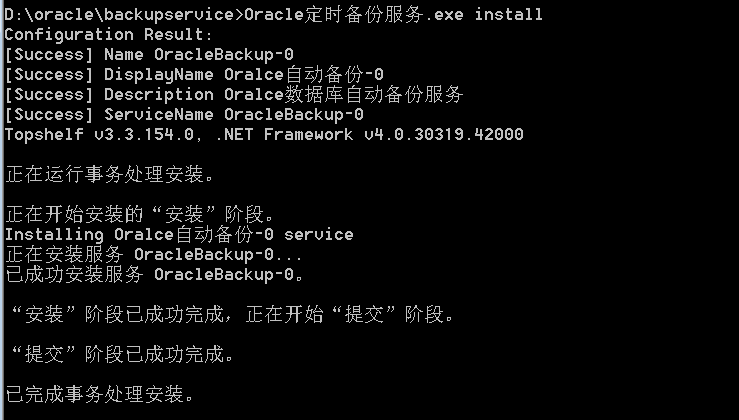 D:\oracle\backupservice>Oracle定时备份服务.exe install
Configuration Result:
[Success] Name OracleBackup-0
[Success] DisplayName Oralce自动备份-0
[Success] Description Oralce数据库自动备份服务
[Success] ServiceName OracleBackup-0
Topshelf v3.3.154.0, .NET Framework v4.0.30319.42000
正在运行事务处理安装。
正在开始安装的“安装”阶段。
Installing Oralce自动备份-0 service
正在安装服务 OracleBackup-0...
已成功安装服务 OracleBackup-0。
“安装”阶段已成功完成，正在开始“提交”阶段。
“提交”阶段已成功完成。
已完成事务处理安装。